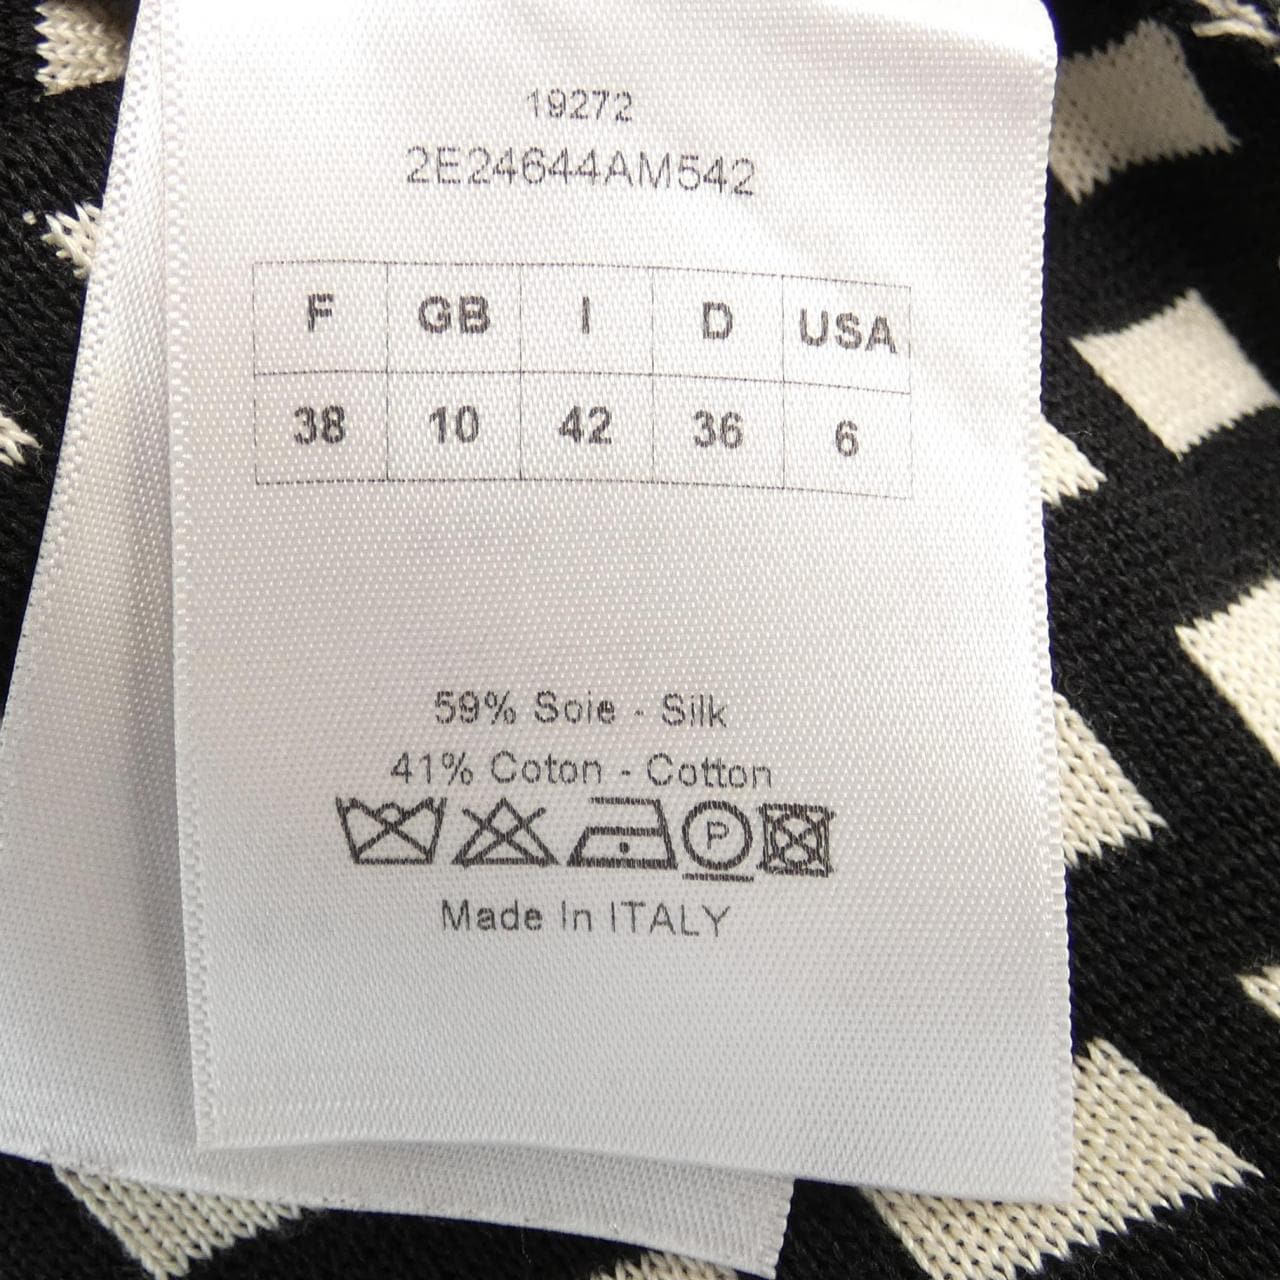 19272
2E24644AM542
F GB I D USA
38 10 42 36 6
59% Soie - Silk
41% Coton - Cotton
P
Made In ITALY